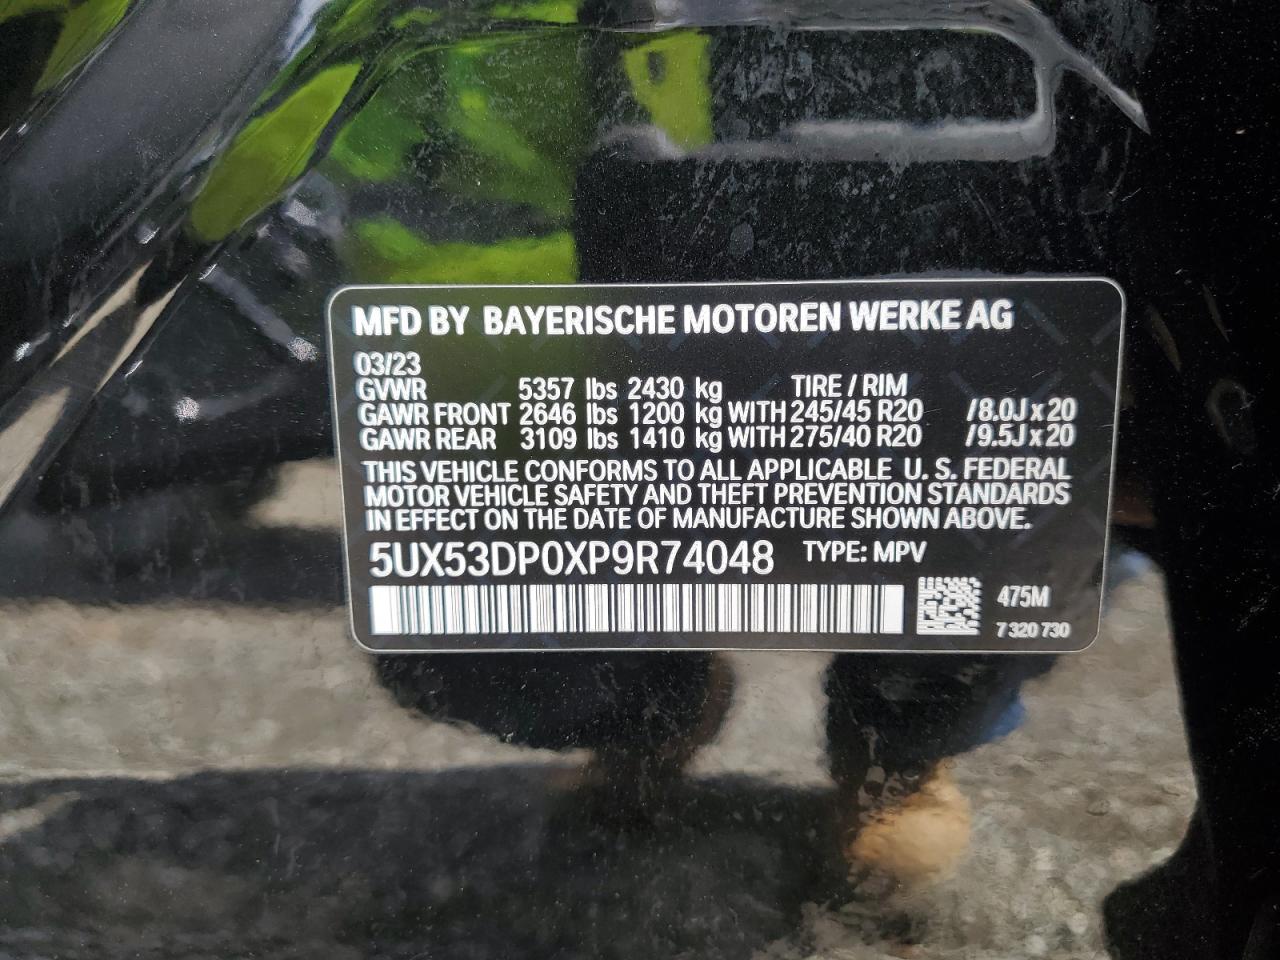 MFD BY BAYERISCHE MOTOREN WERKE AG
03/23
GVWR 5357 lbs 2430 kg TIRE / RIM
GAWR FRONT 2646 lbs 1200 kg WITH 245/45 R20 /8.0J x 20
GAWR REAR 3109 lbs 1410 kg WITH 275/40 R20 /9.5J x 20
THIS VEHICLE CONFORMS TO ALL APPLICABLE U. S. FEDERAL
MOTOR VEHICLE SAFETY AND THEFT PREVENTION STANDARDS
IN EFFECT ON THE DATE OF MANUFACTURE SHOWN ABOVE.
5UX53DP0XP9R74048 TYPE: MPV
475M
7 320 730